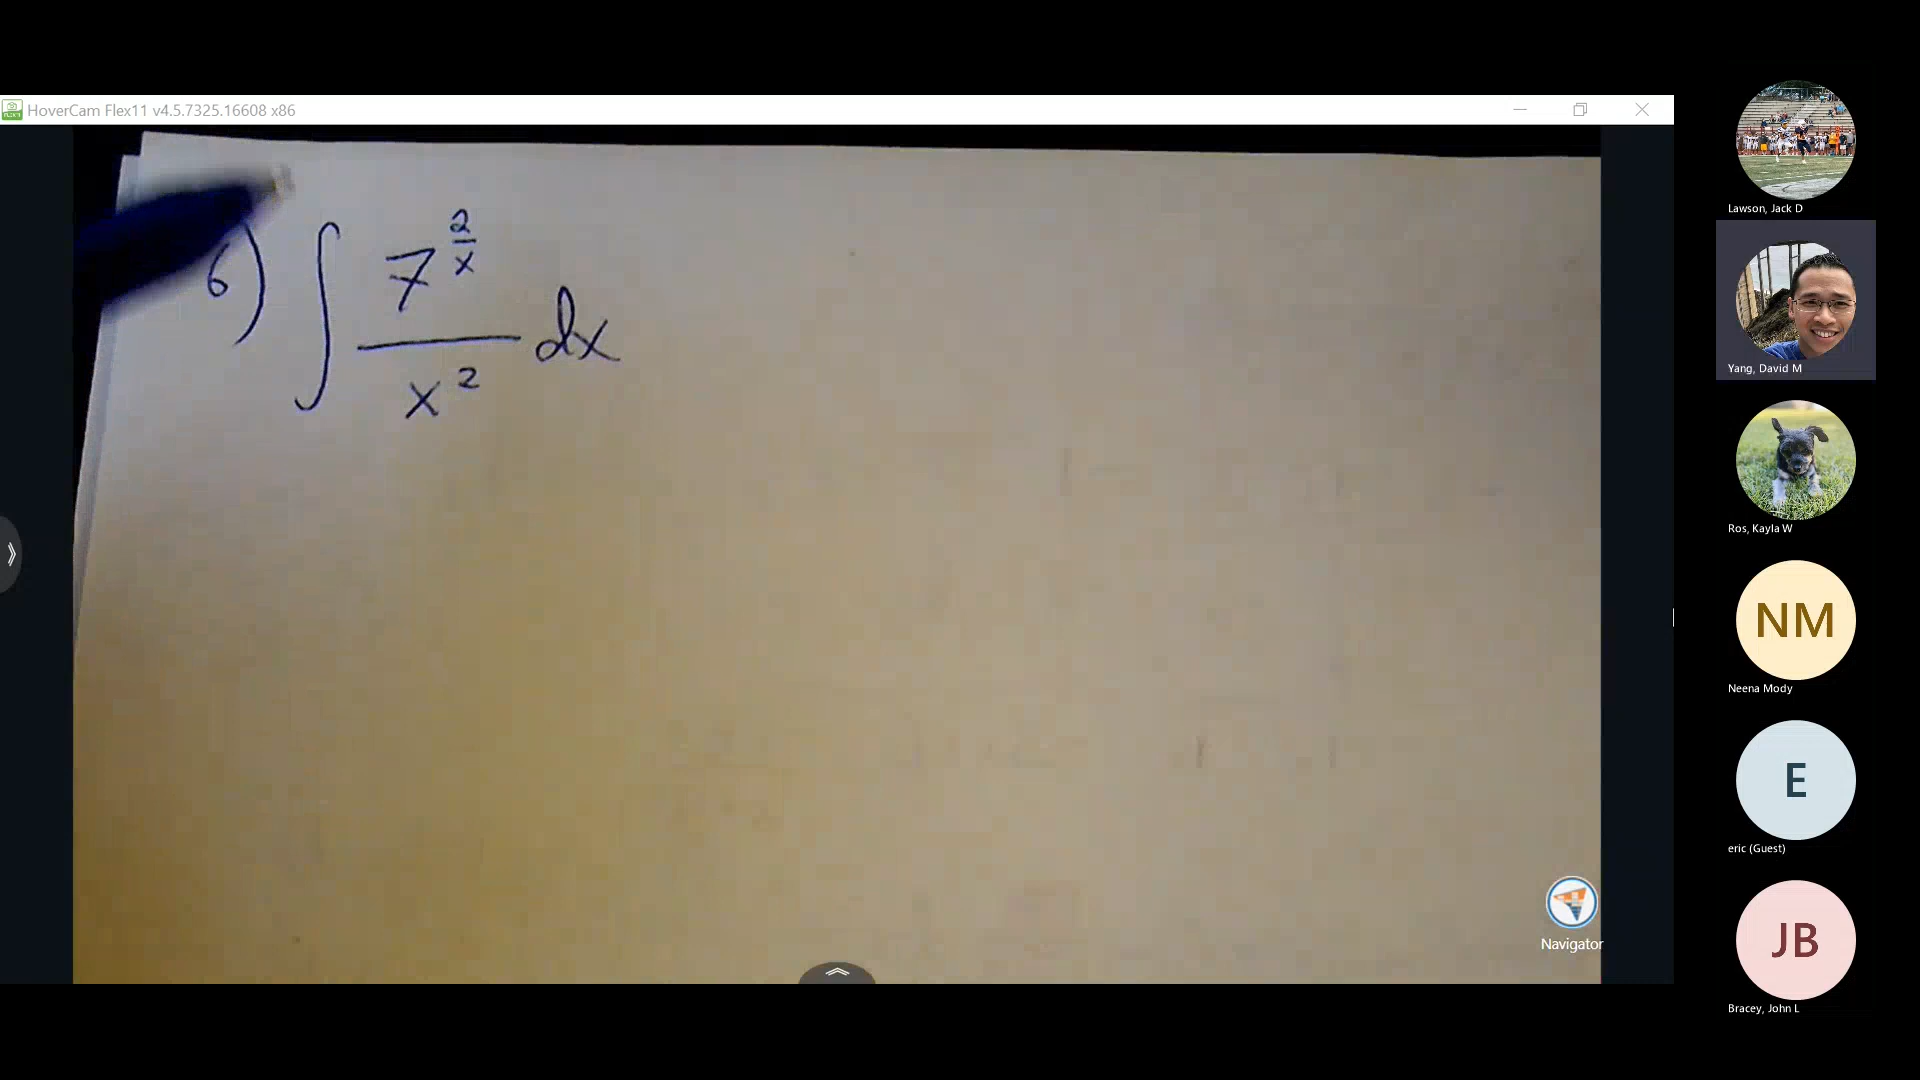 HoverCam Flex11 v4.5.7325.16608 x86
6) ∫ 7^(2/x) / x^2 dx
Navigator
Lawson, Jack D
Yang, David M
Ros, Kayla W
NM
Neena Mody
E
eric (Guest)
JB
Bracey, John L